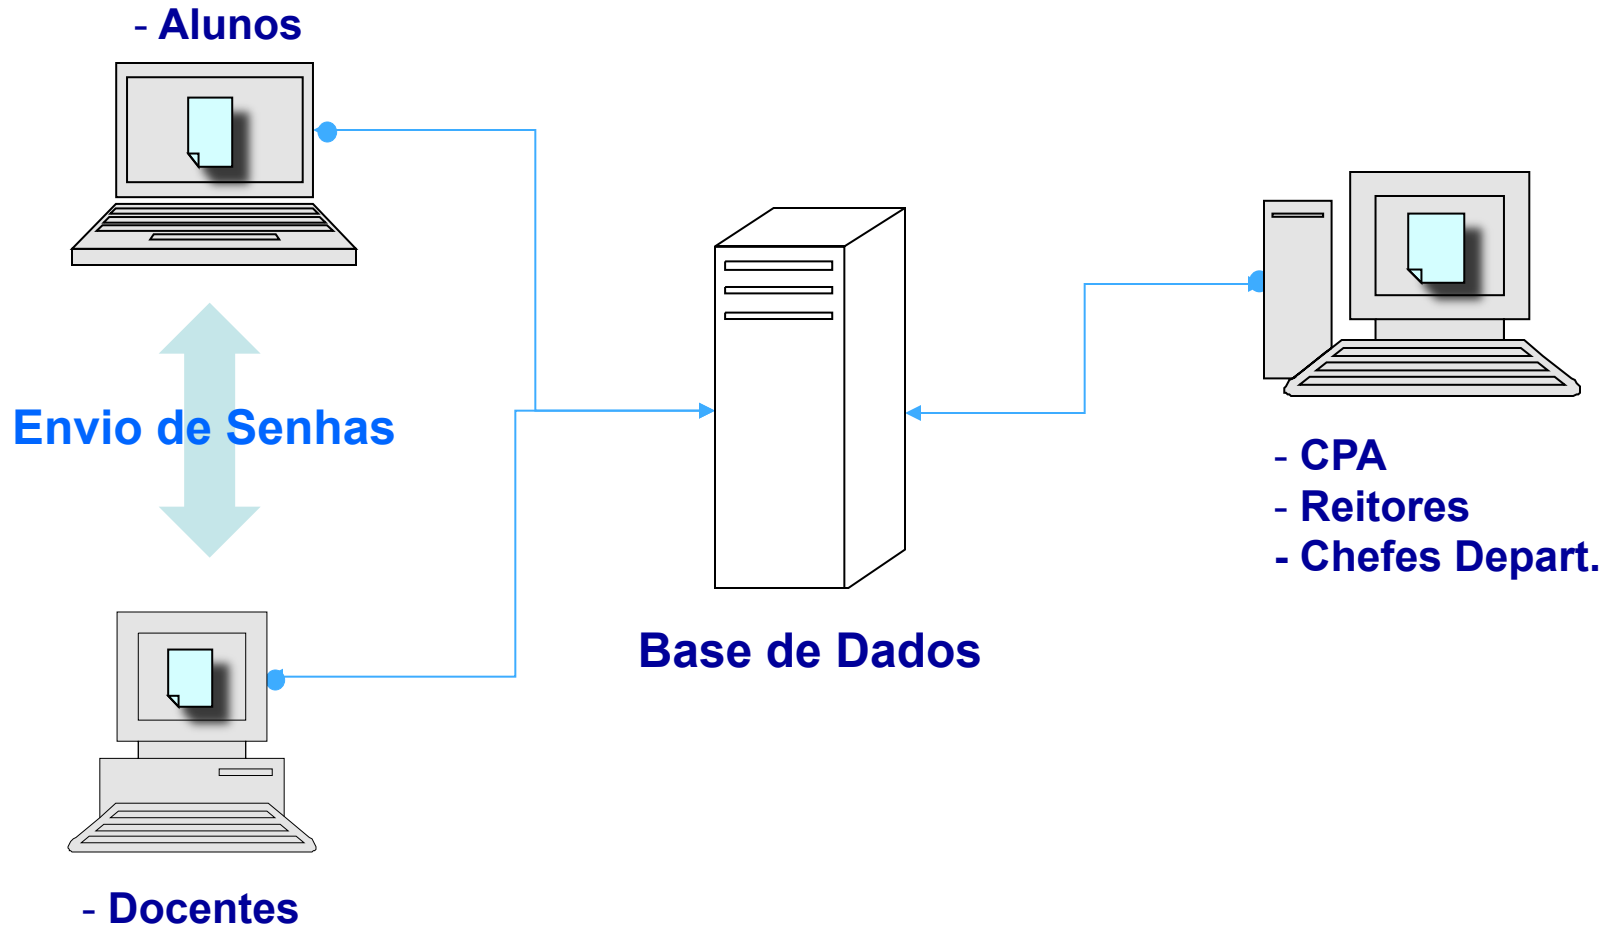 - Alunos
Envio de Senhas
- CPA
- Reitores
- Chefes Depart.
Base de Dados
- Docentes